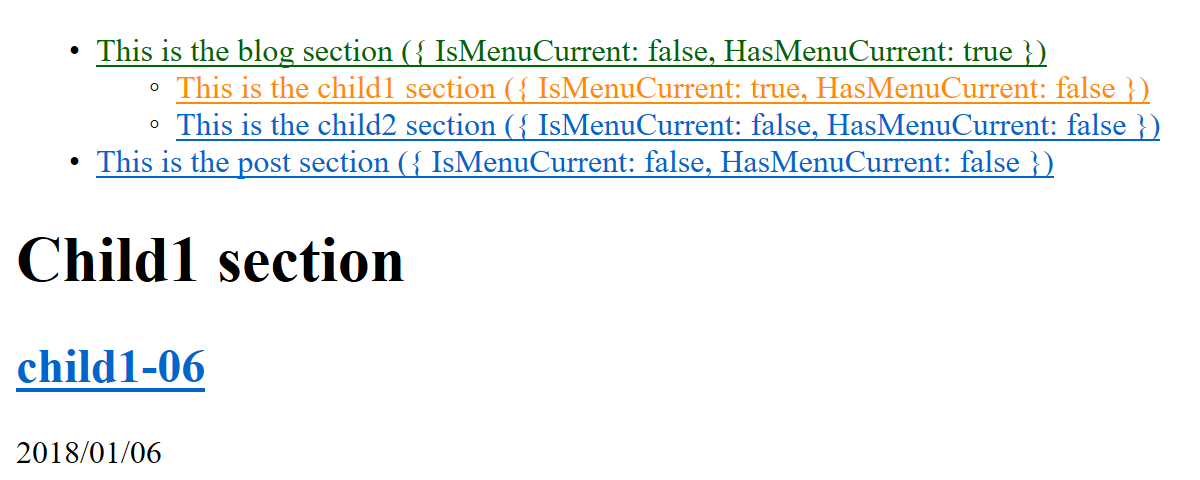 This is the blog section ({ IsMenuCurrent: false, HasMenuCurrent: true })
This is the child1 section ({ IsMenuCurrent: true, HasMenuCurrent: false })
This is the child2 section ({ IsMenuCurrent: false, HasMenuCurrent: false })
This is the post section ({ IsMenuCurrent: false, HasMenuCurrent: false })
Child1 section
child1-06
2018/01/06